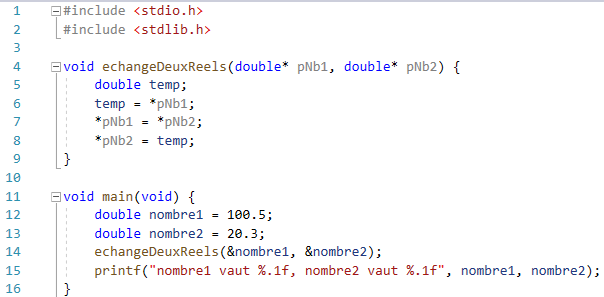 1 #include <stdio.h>
2 #include <stdlib.h>
3
4 void echangeDeuxReels(double* pNb1, double* pNb2) {
5     double temp;
6     temp = *pNb1;
7     *pNb1 = *pNb2;
8     *pNb2 = temp;
9 }
10
11 void main(void) {
12     double nombre1 = 100.5;
13     double nombre2 = 20.3;
14     echangeDeuxReels(&nombre1, &nombre2);
15     printf("nombre1 vaut %.1f, nombre2 vaut %.1f", nombre1, nombre2);
16 }